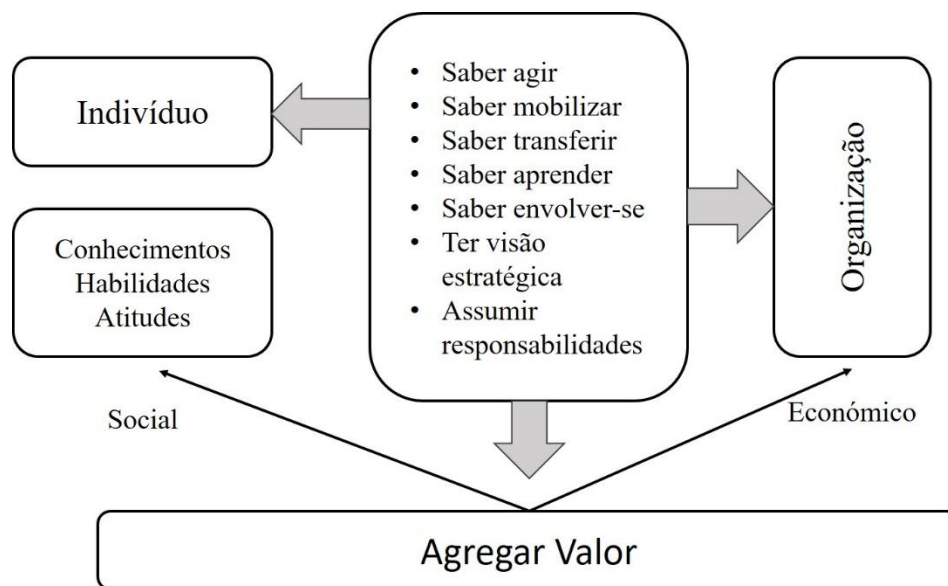 Indivíduo
Conhecimentos
Habilidades
Atitudes
• Saber agir
• Saber mobilizar
• Saber transferir
• Saber aprender
• Saber envolver-se
• Ter visão
estratégica
• Assumir
responsabilidades
Organização
Social
Económico
Agregar Valor